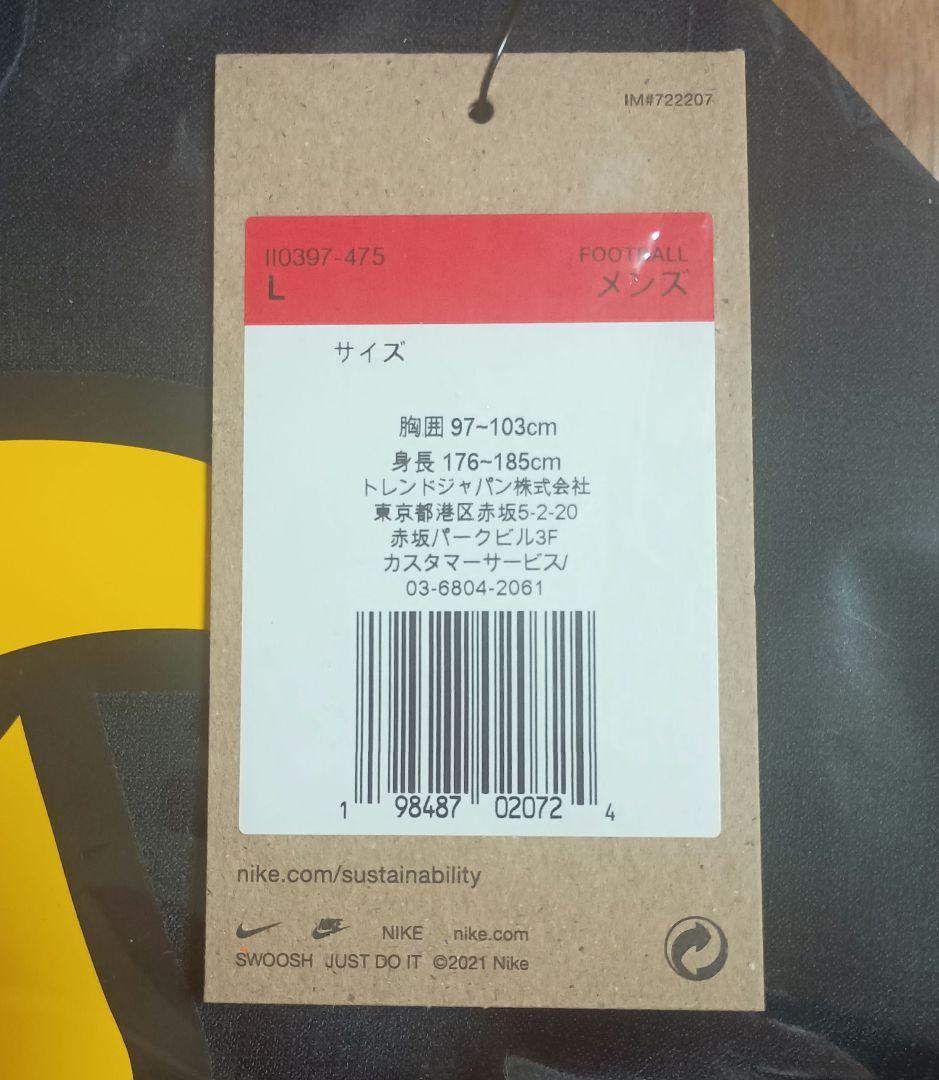 IM#722207
II0397-475 FOOTBALL
L メンズ
サイズ
胸囲 97~103cm
身長 176~185cm
トレンドジャパン株式会社
東京都港区赤坂5-2-20
赤坂パークビル3F
カスタマーサービス/
03-6804-2061
1 98487 02072 4
nike.com/sustainability
NIKE nike.com
SWOOSH JUST DO IT ©2021 Nike